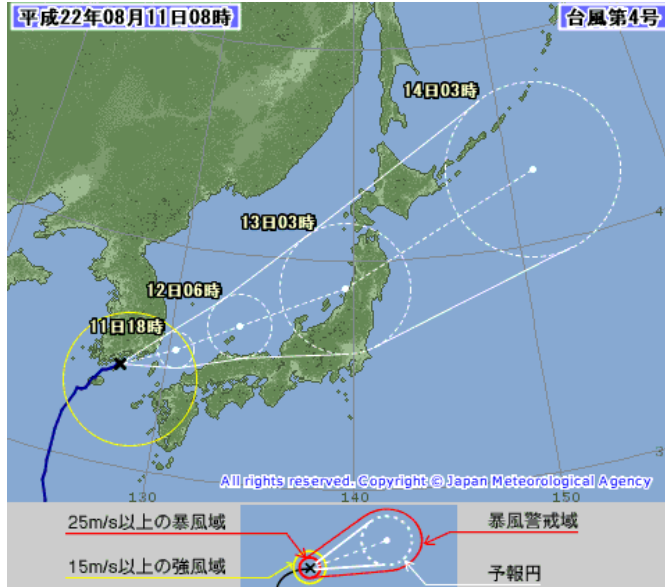 平成22年08月11日08時
台風第4号
14日03時
13日03時
12日06時
11日18時
4
3
All rights reserved. Copyright © Japan Meteorological Agency
130
140
150
25m/s以上の暴風域
暴風警戒域
15m/s以上の強風域
予報円